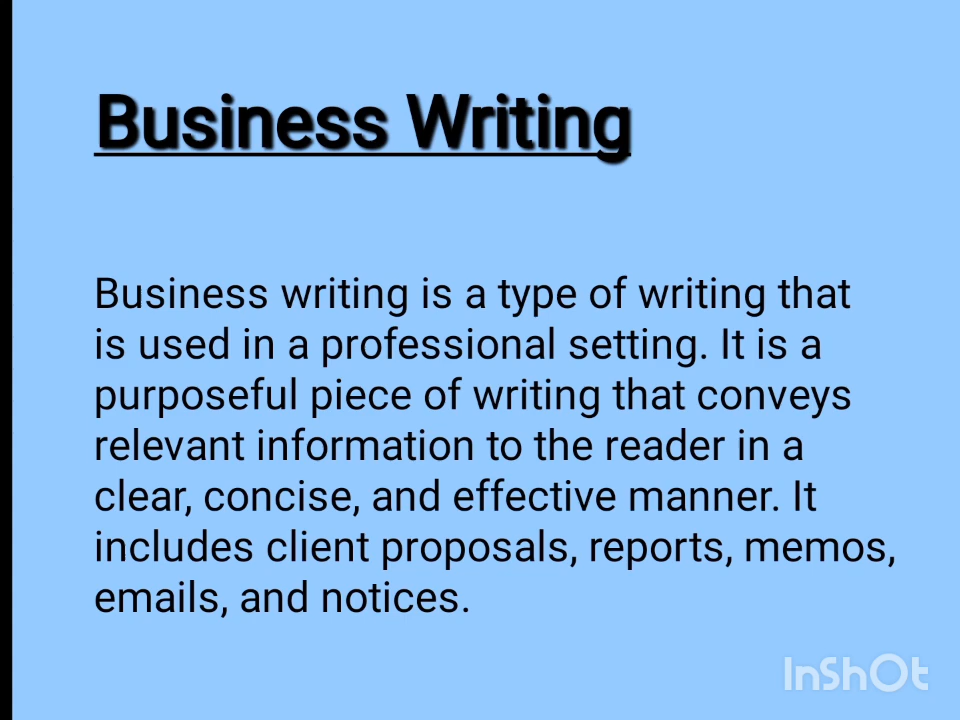 Business Writing
Business writing is a type of writing that
is used in a professional setting. It is a
purposeful piece of writing that conveys
relevant information to the reader in a
clear, concise, and effective manner. It
includes client proposals, reports, memos,
emails, and notices.
InShOt